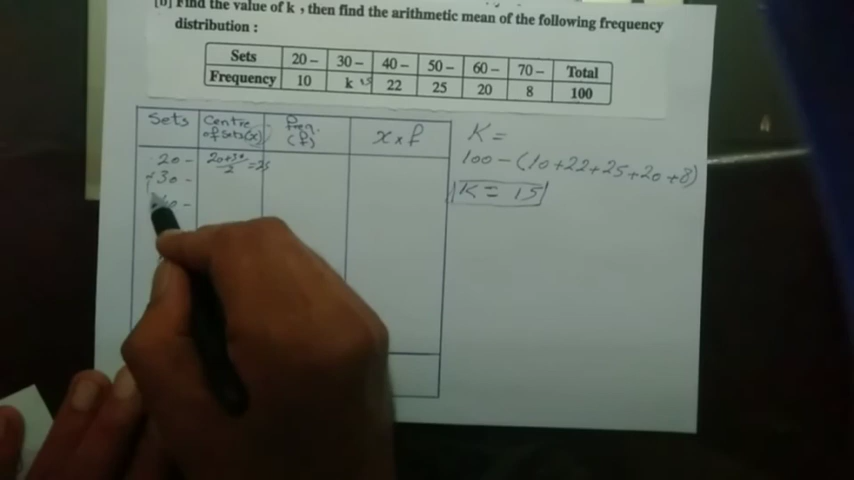 [b] Find the value of k , then find the arithmetic mean of the following frequency
distribution :
Sets 20 – 30 – 40 – 50 – 60 – 70 – Total
Frequency 10 k 15 22 25 20 8 100
Sets Centre of sets(x) freq. (f) x x f
20 - 20+30/2 = 25
30 -
K =
100 - (10+22+25+20+8)
K = 15